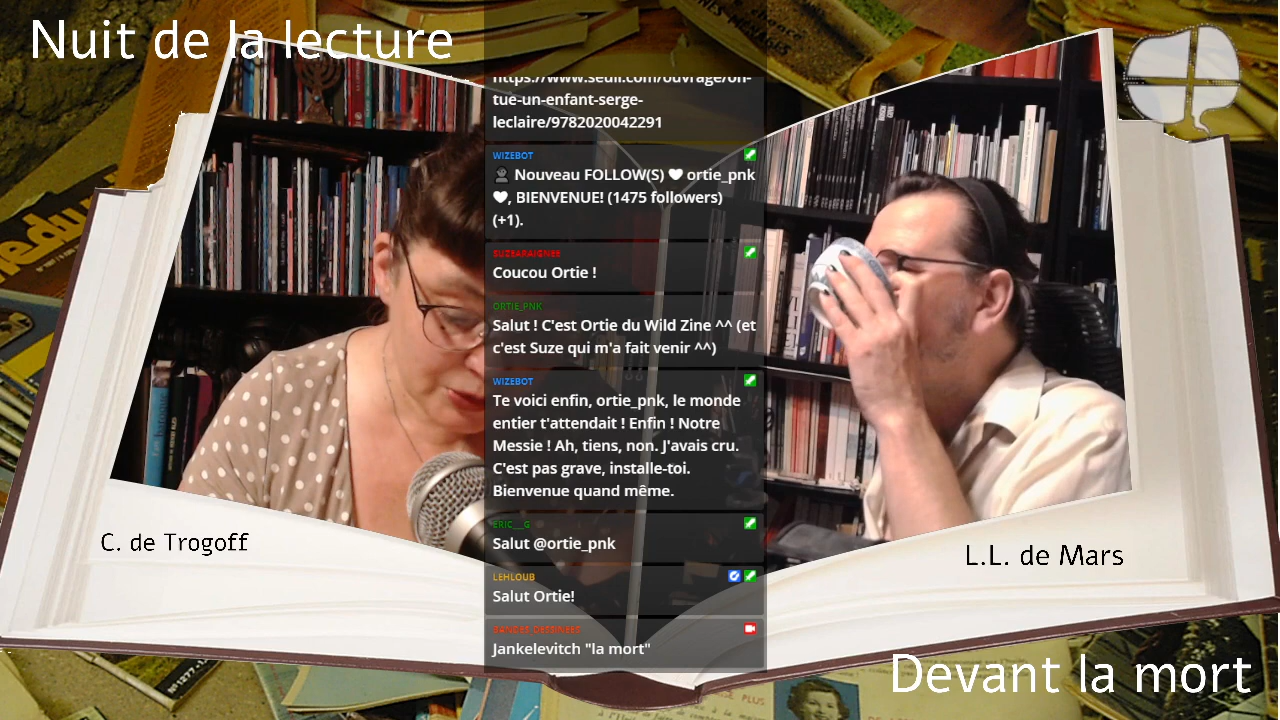 Nuit de la lecture
https://www.seuil.com/ouvrage/on-
tue-un-enfant-serge-
leclaire/9782020042291
WIZEBOT
Nouveau FOLLOW(S) ♥ ortie_pnk
♥, BIENVENUE! (1475 followers)
(+1).
SUZEARAIGNEE
Coucou Ortie !
ORTIE_PNK
Salut ! C'est Ortie du Wild Zine ^^ (et
c'est Suze qui m'a fait venir ^^)
WIZEBOT
Te voici enfin, ortie_pnk, le monde
entier t'attendait ! Enfin ! Notre
Messie ! Ah, tiens, non. J'avais cru.
C'est pas grave, installe-toi.
Bienvenue quand même.
ERIC__G
Salut @ortie_pnk
LEHLOUB
Salut Ortie!
BANDES_DESSINEES
Jankelevitch "la mort"
C. de Trogoff
L.L. de Mars
Devant la mort